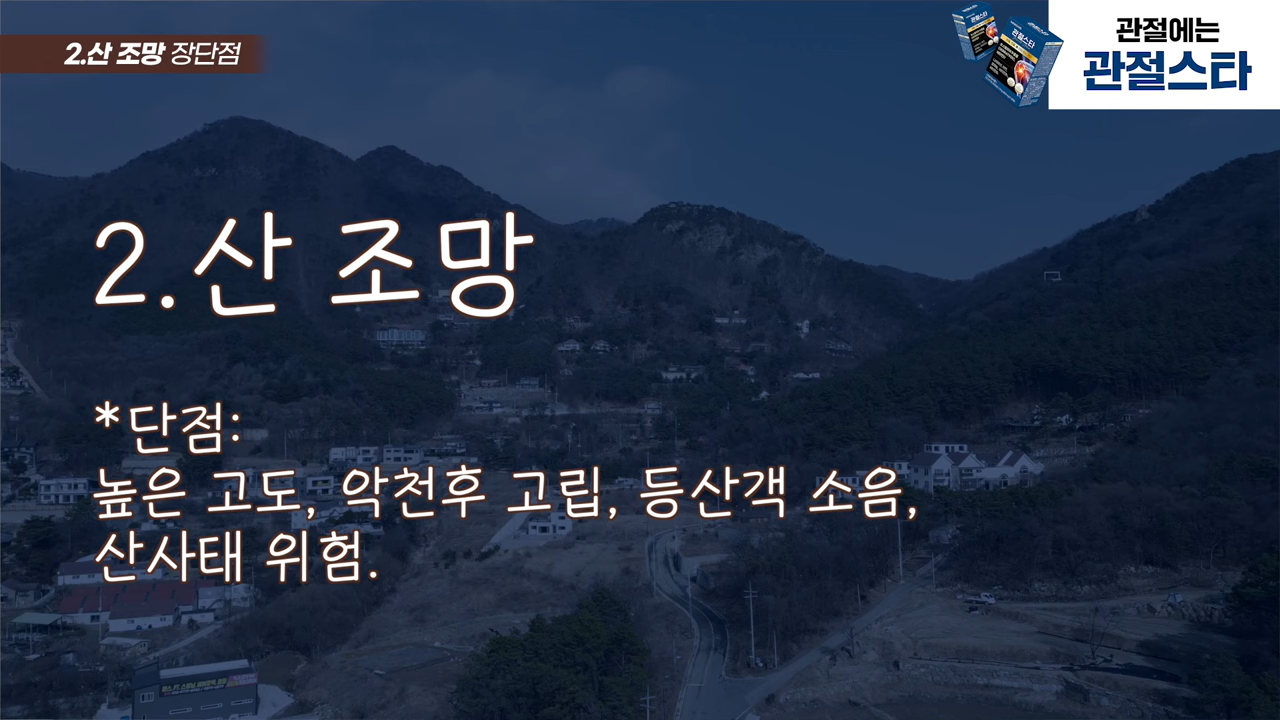 2.산 조망 장단점
관절에는
관절스타
2.산 조망
*단점:
높은 고도, 악천후 고립, 등산객 소음,
산사태 위험.